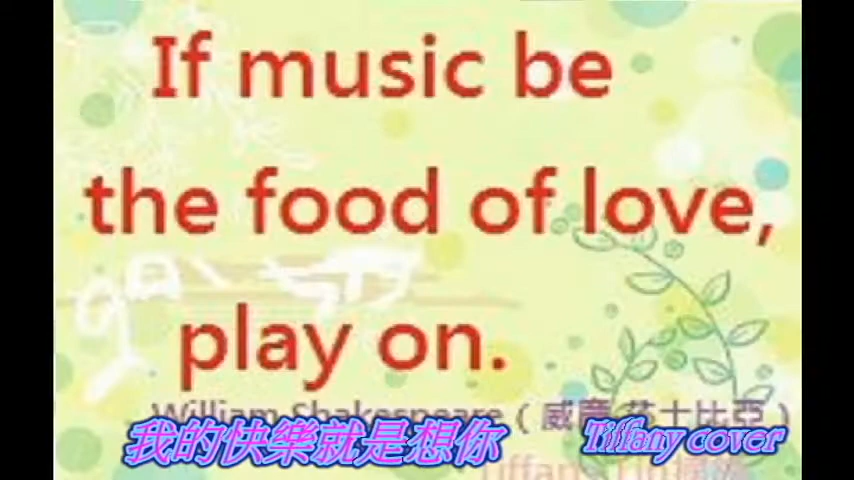 If music be
the food of love,
play on.
William Shakespeare（威廉·莎士比亞）
我的快樂就是想你 Tiffany cover